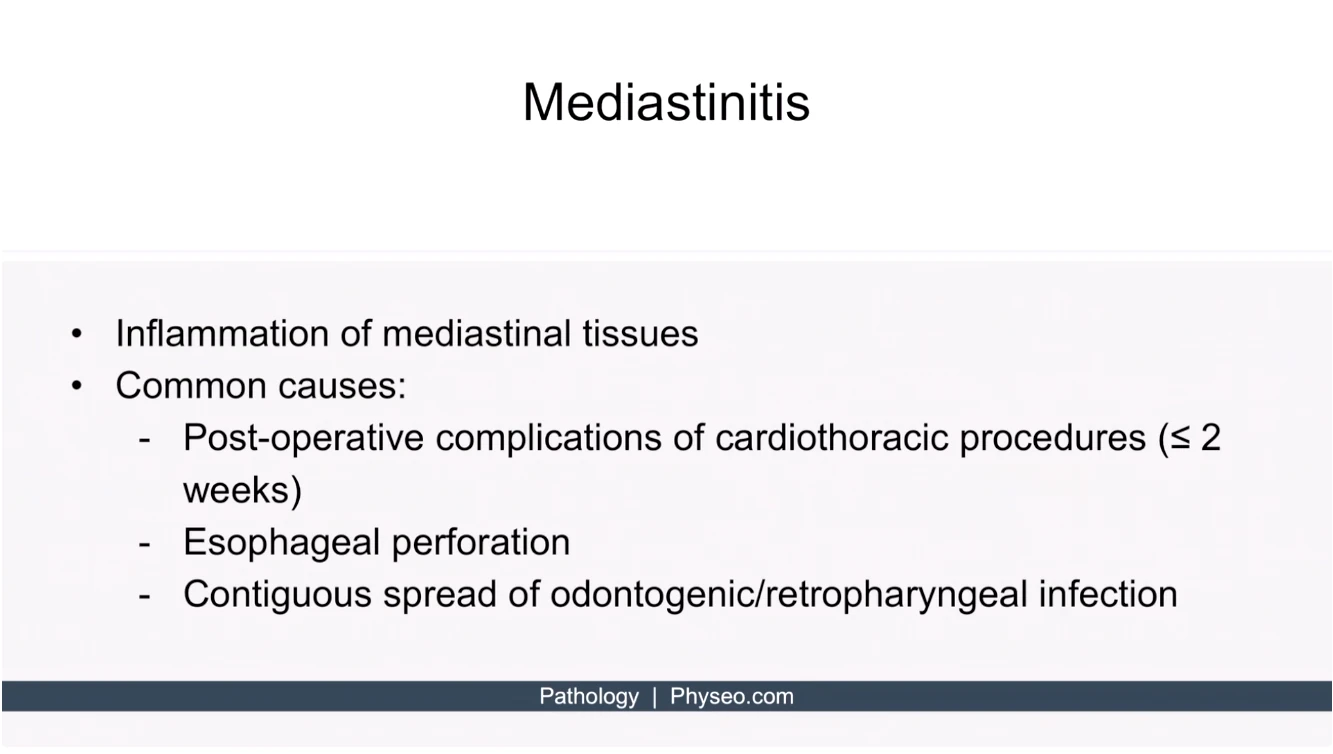 Mediastinitis
• Inflammation of mediastinal tissues
• Common causes:
- Post-operative complications of cardiothoracic procedures (≤ 2
weeks)
- Esophageal perforation
- Contiguous spread of odontogenic/retropharyngeal infection
Pathology | Physeo.com